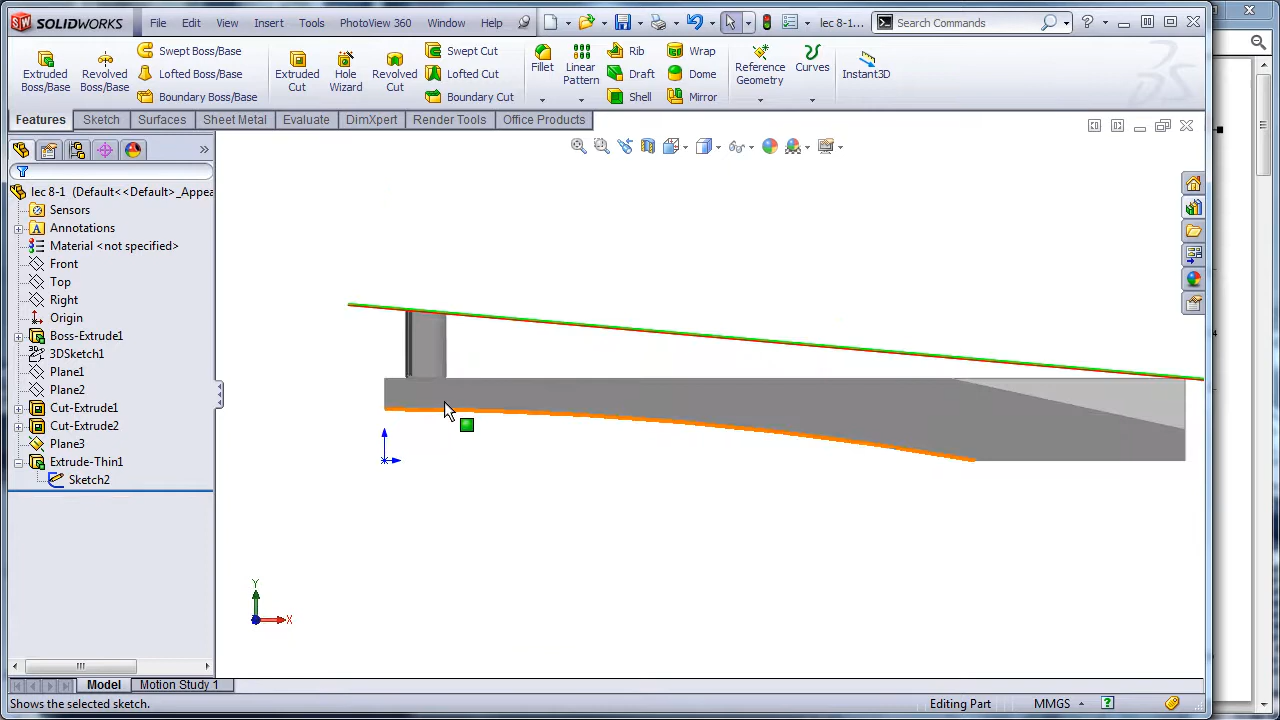 SOLIDWORKS File Edit View Insert Tools PhotoView 360 Window Help lec 8-1... Search Commands
Extruded Boss/Base
Revolved Boss/Base
Swept Boss/Base
Lofted Boss/Base
Boundary Boss/Base
Extruded Cut
Hole Wizard
Revolved Cut
Swept Cut
Lofted Cut
Boundary Cut
Fillet
Linear Pattern
Rib
Draft
Shell
Wrap
Dome
Mirror
Reference Geometry
Curves
Instant3D
Features Sketch Surfaces Sheet Metal Evaluate DimXpert Render Tools Office Products
lec 8-1 (Default<<Default>_Appea
Sensors
Annotations
Material <not specified>
Front
Top
Right
Origin
Boss-Extrude1
3DSketch1
Plane1
Plane2
Cut-Extrude1
Cut-Extrude2
Plane3
Extrude-Thin1
Sketch2
Y
X
Model Motion Study 1
Shows the selected sketch. Editing Part MMGS